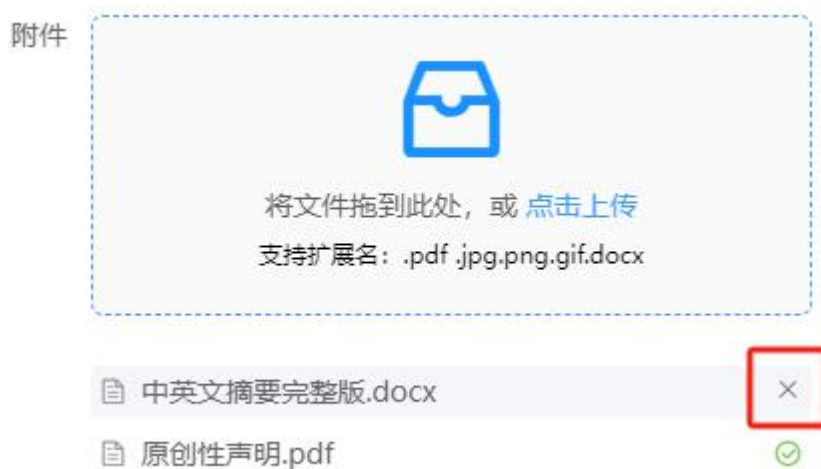 附件
将文件拖到此处，或 点击上传
支持扩展名：.pdf .jpg.png.gif.docx
中英文摘要完整版.docx
原创性声明.pdf